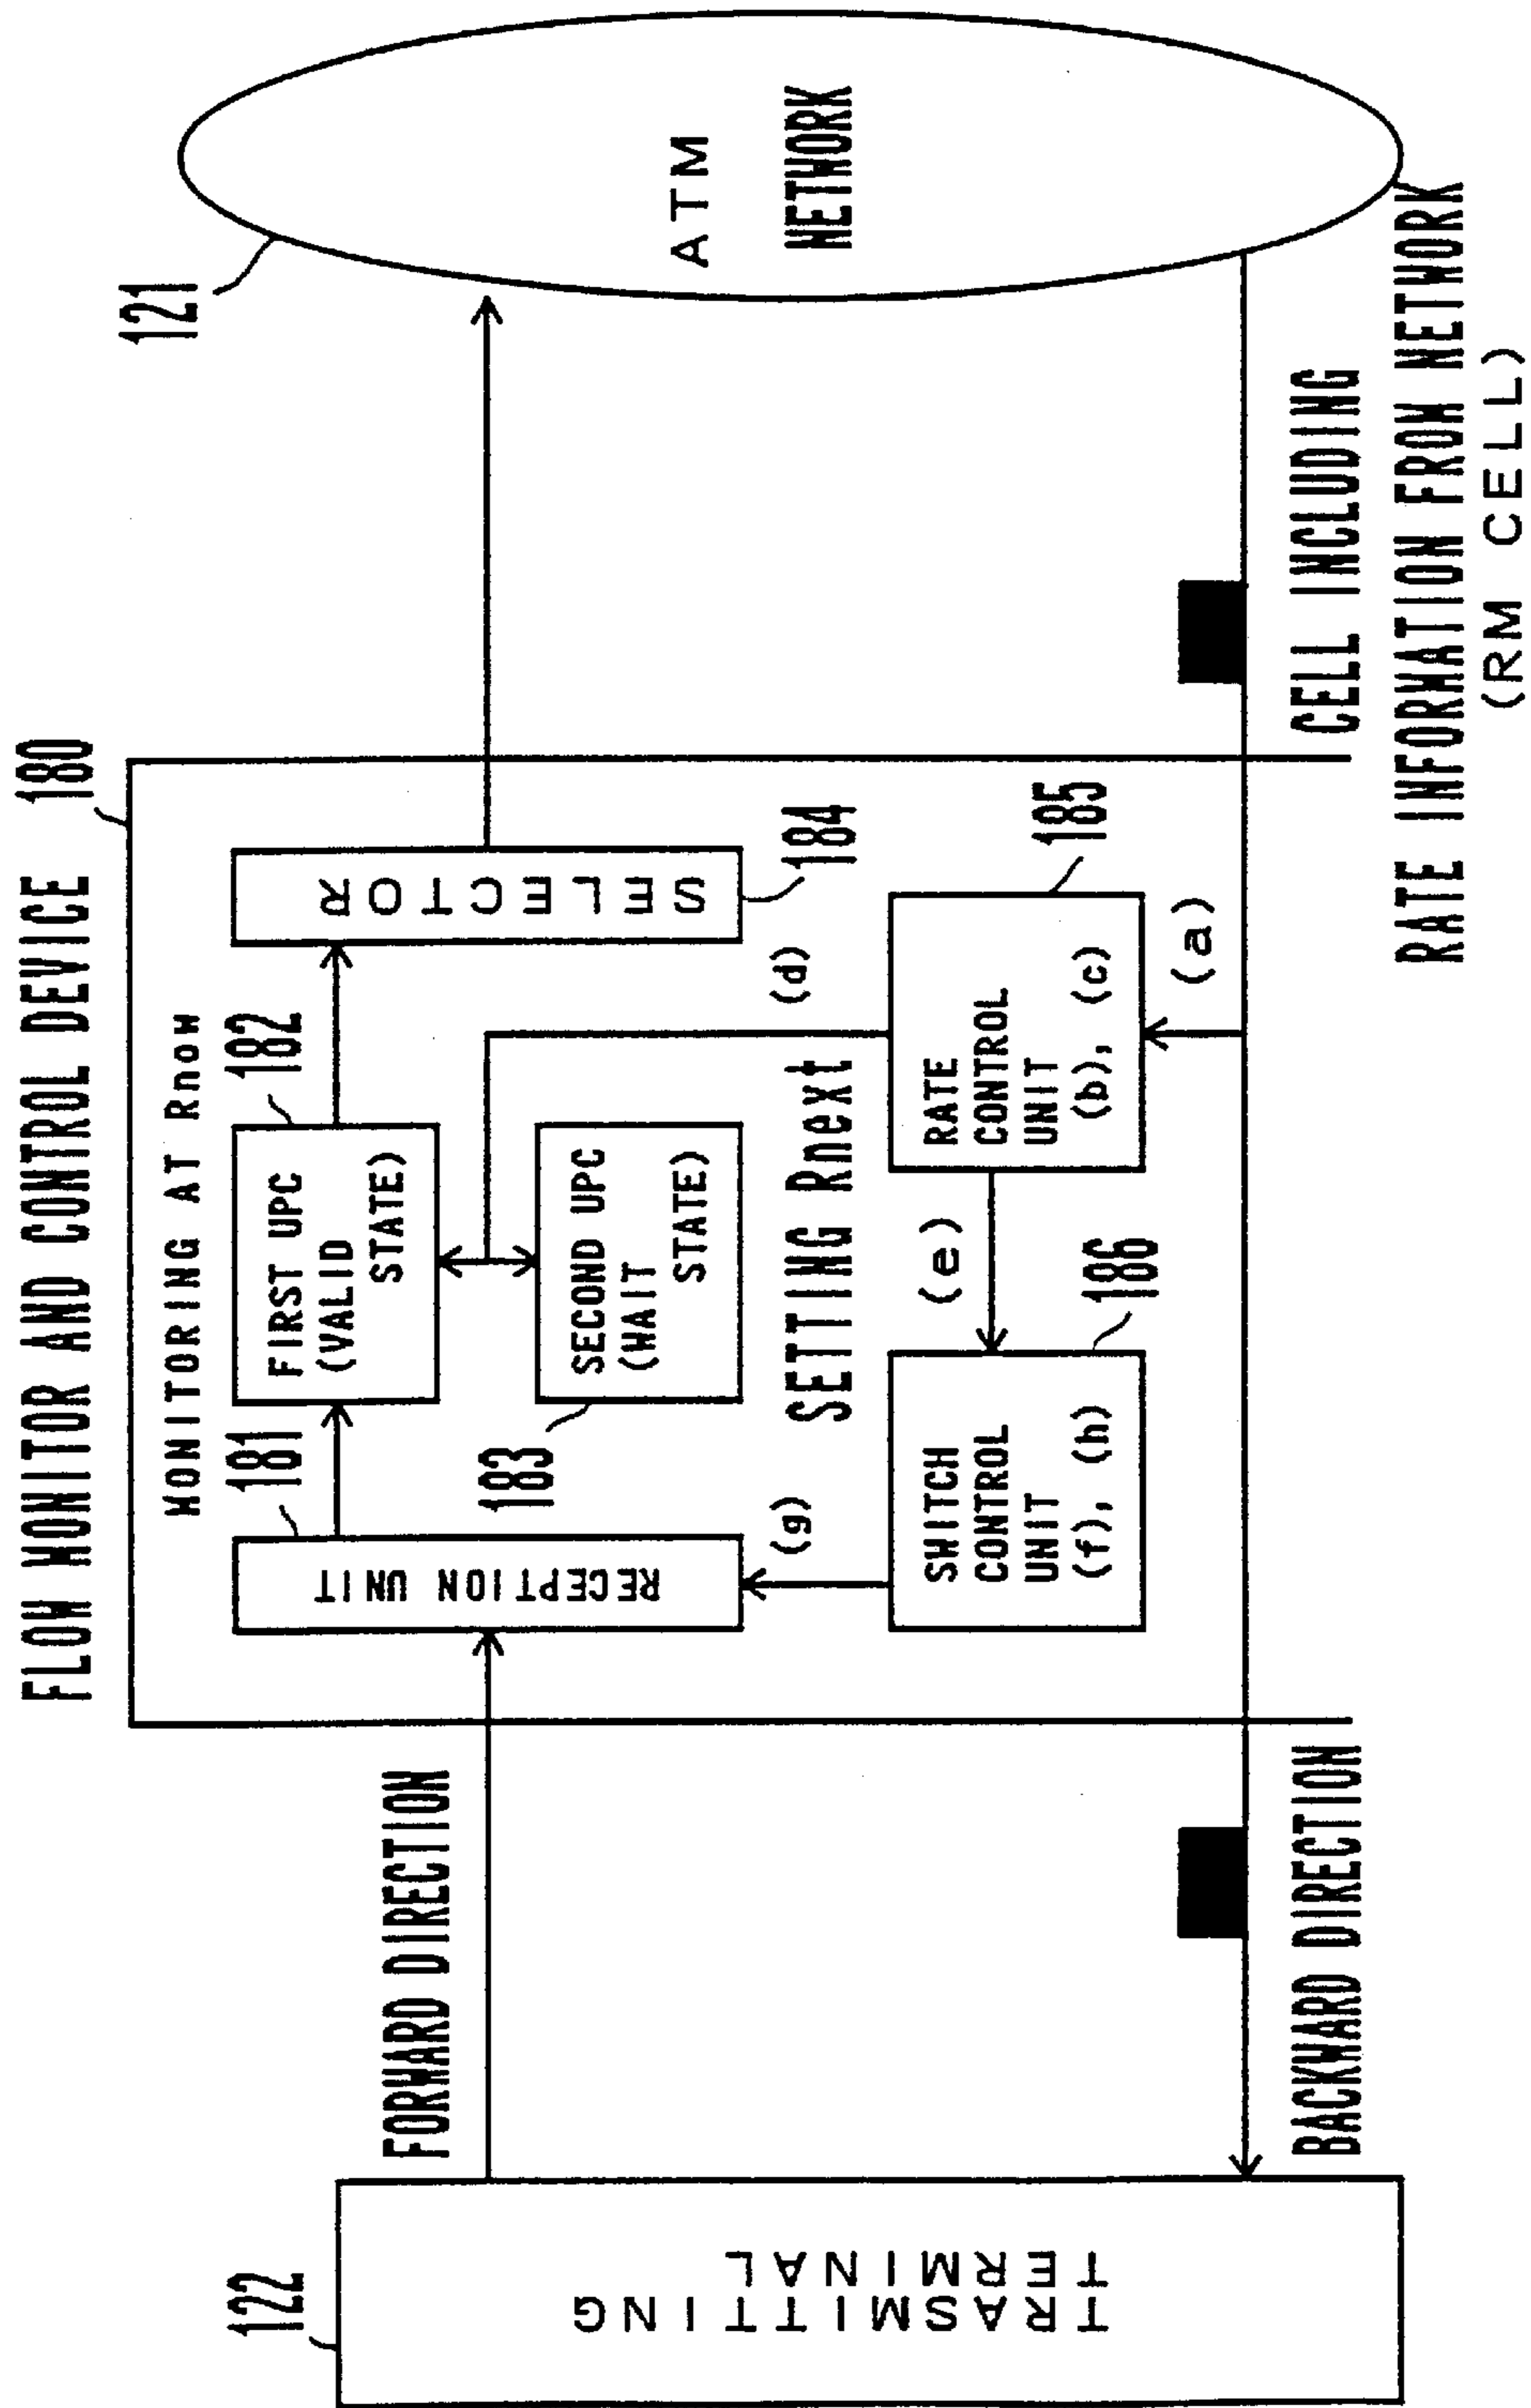 FLOW MONITOR AND CONTROL DEVICE 180
MONITORING AT Rnow
122
TRASMITTING
TERMINAL
FORWARD DIRECTION
BACKWARD DIRECTION
181
RECEPTION UNIT
182
FIRST UPC
(VALID
STATE)
183
SECOND UPC
(WAIT
STATE)
184
SELECTOR
SETTING Rnext
(d)
(g)
(e)
186
SWITCH
CONTROL
UNIT
(f), (h)
185
RATE
CONTROL
UNIT
(b), (c)
(a)
121
ATM
NETWORK
CELL INCLUDING
RATE INFORMATION FROM NETWORK
(RM CELL)